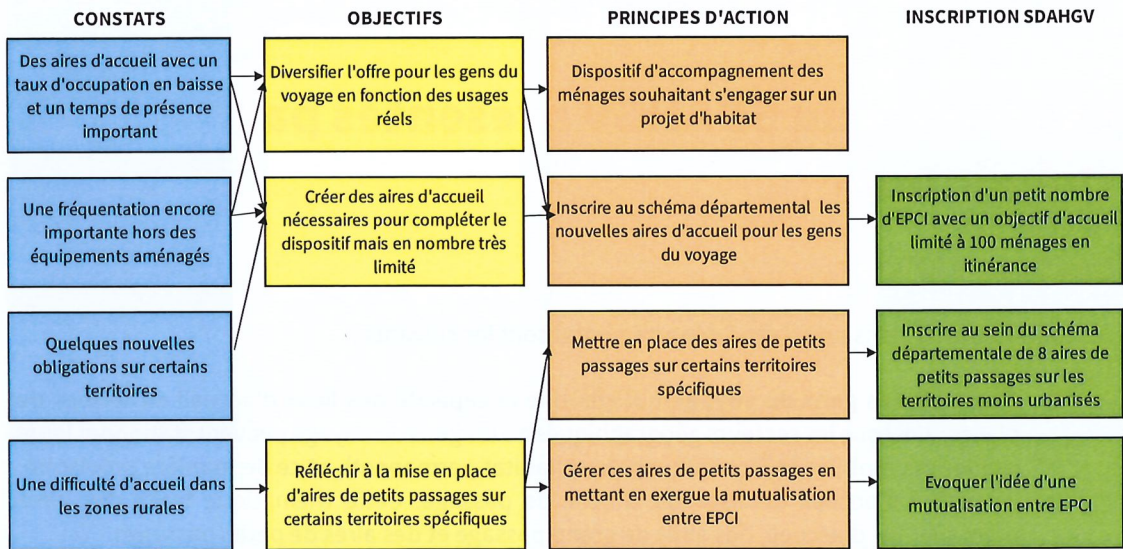 CONSTATS
OBJECTIFS
PRINCIPES D'ACTION
INSCRIPTION SDAHGV
Des aires d'accueil avec un
taux d'occupation en baisse
et un temps de présence
important
Diversifier l'offre pour les gens du
voyage en fonction des usages
réels
Dispositif d'accompagnement des
ménages souhaitant s'engager sur un
projet d'habitat
Une fréquentation encore
importante hors des
équipements aménagés
Créer des aires d'accueil
nécessaires pour compléter le
dispositif mais en nombre très
limité
Inscrire au schéma départemental les
nouvelles aires d'accueil pour les gens
du voyage
Inscription d'un petit nombre
d'EPCI avec un objectif d'accueil
limité à 100 ménages en
itinérance
Quelques nouvelles
obligations sur certains
territoires
Mettre en place des aires de petits
passages sur certains territoires
spécifiques
Inscrire au sein du schéma
départementale de 8 aires de
petits passages sur les
territoires moins urbanisés
Une difficulté d'accueil dans
les zones rurales
Réfléchir à la mise en place
d'aires de petits passages sur
certains territoires spécifiques
Gérer ces aires de petits passages en
mettant en exergue la mutualisation
entre EPCI
Evoquer l'idée d'une
mutualisation entre EPCI